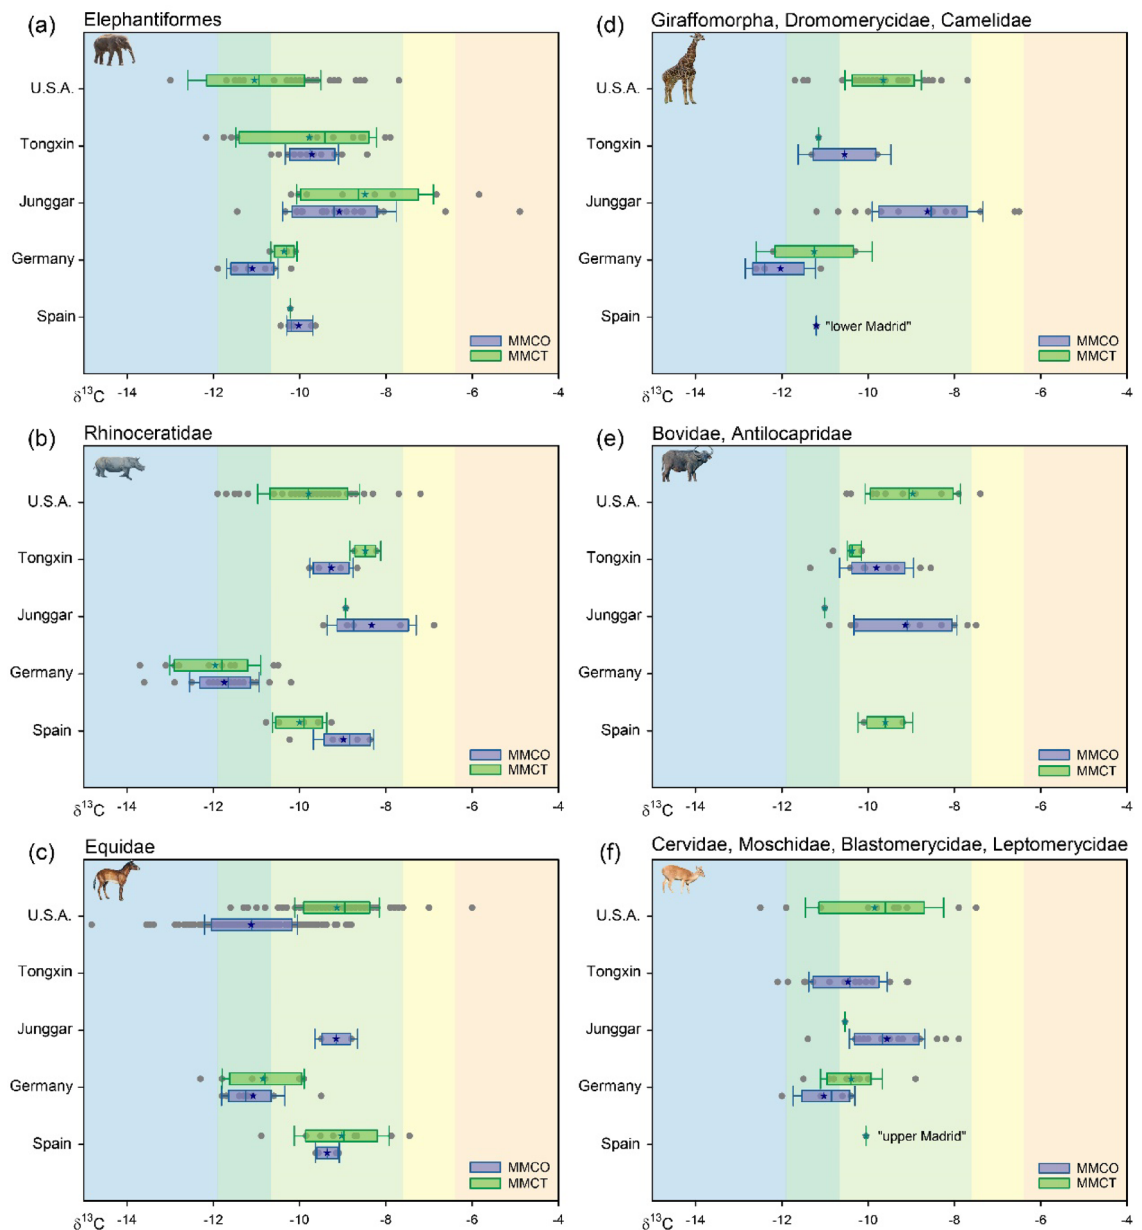 (a) Elephantiformes
U.S.A.
Tongxin
Junggar
Germany
Spain
MMCO
MMCT
δ13C -14 -12 -10 -8 -6 -4
(d) Giraffomorpha, Dromomerycidae, Camelidae
U.S.A.
Tongxin
Junggar
Germany
Spain
"lower Madrid"
MMCO
MMCT
δ13C -14 -12 -10 -8 -6 -4
(b) Rhinoceratidae
U.S.A.
Tongxin
Junggar
Germany
Spain
MMCO
MMCT
δ13C -14 -12 -10 -8 -6 -4
(e) Bovidae, Antilocapridae
U.S.A.
Tongxin
Junggar
Germany
Spain
MMCO
MMCT
δ13C -14 -12 -10 -8 -6 -4
(c) Equidae
U.S.A.
Tongxin
Junggar
Germany
Spain
MMCO
MMCT
δ13C -14 -12 -10 -8 -6 -4
(f) Cervidae, Moschidae, Blastomerycidae, Leptomerycidae
U.S.A.
Tongxin
Junggar
Germany
Spain
"upper Madrid"
MMCO
MMCT
δ13C -14 -12 -10 -8 -6 -4